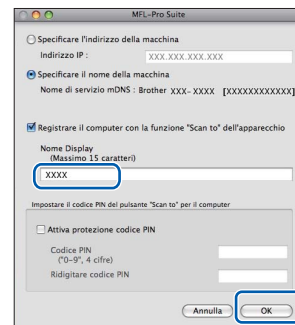 MFL-Pro Suite
Specificare l'indirizzo della macchina
Indirizzo IP : XXX.XXX.XXX.XXX
Specificare il nome della macchina
Nome di servizio mDNS : Brother XXX-XXXX [XXXXXXXXXXXX]
Registrare il computer con la funzione "Scan to" dell'apparecchio
Nome Display
(Massimo 15 caratteri)
XXXX
Impostare il codice PIN del pulsante "Scan to" per il computer
Attiva protezione codice PIN
Codice PIN
("0-9", 4 cifre)
Ridigitare codice PIN
Annulla OK